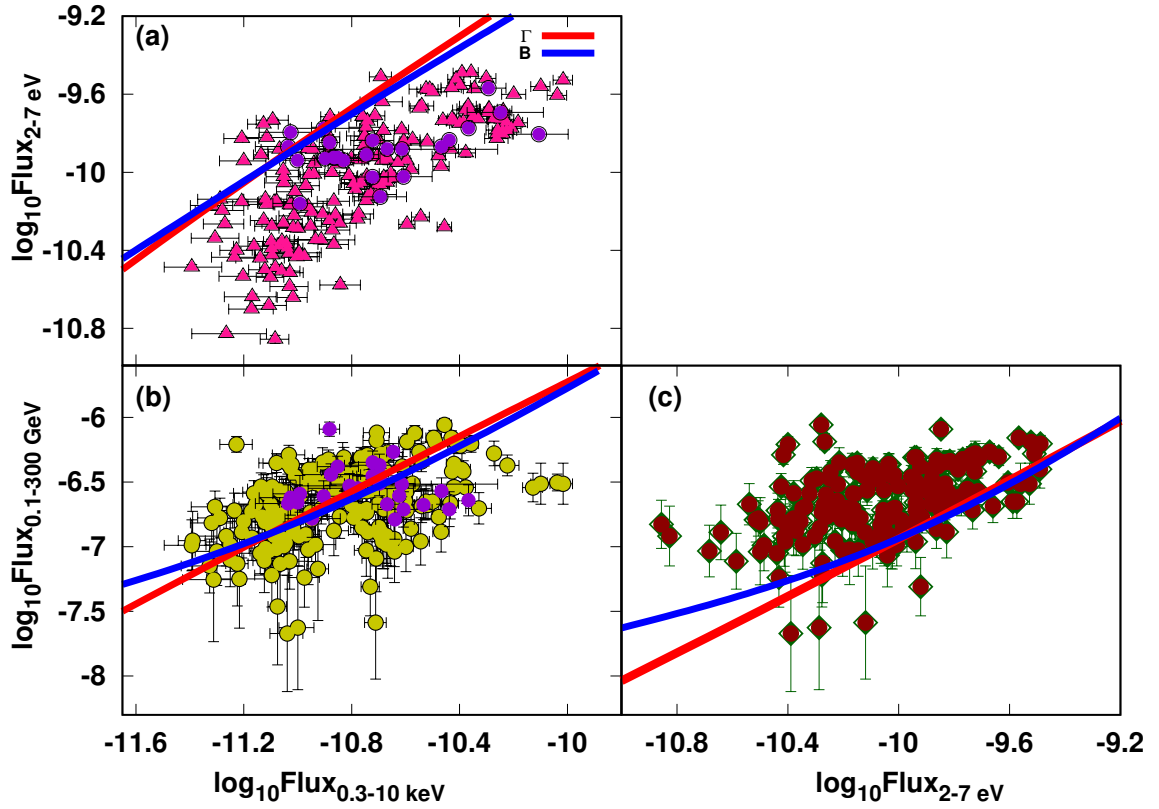 -9.2
(a)
Γ
B
-9.6
-10
-10.4
-10.8
log10Flux2-7 eV
(b)
(c)
-6
-6.5
-7
-7.5
-8
log10Flux0.1-300 GeV
-11.6 -11.2 -10.8 -10.4 -10
-10.8 -10.4 -10 -9.6 -9.2
log10Flux0.3-10 keV
log10Flux2-7 eV